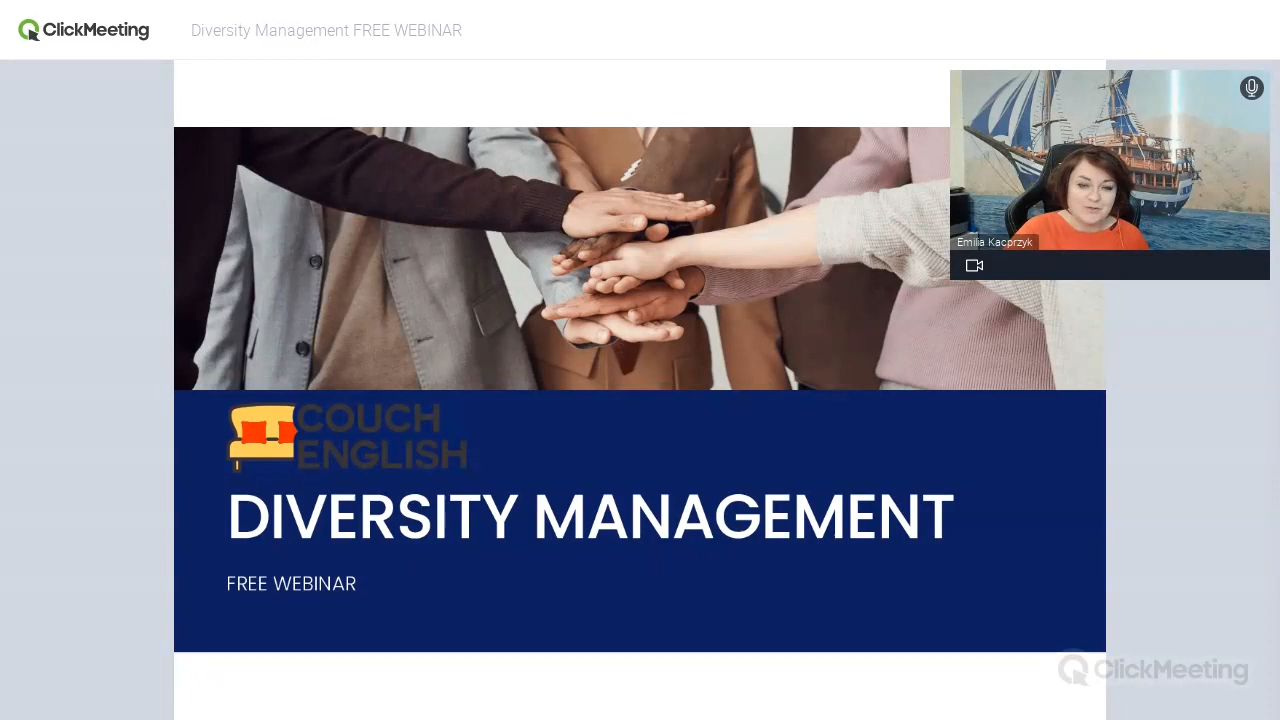 ClickMeeting
Diversity Management FREE WEBINAR
Emilia Kacprzyk
COUCH
ENGLISH
DIVERSITY MANAGEMENT
FREE WEBINAR
ClickMeeting